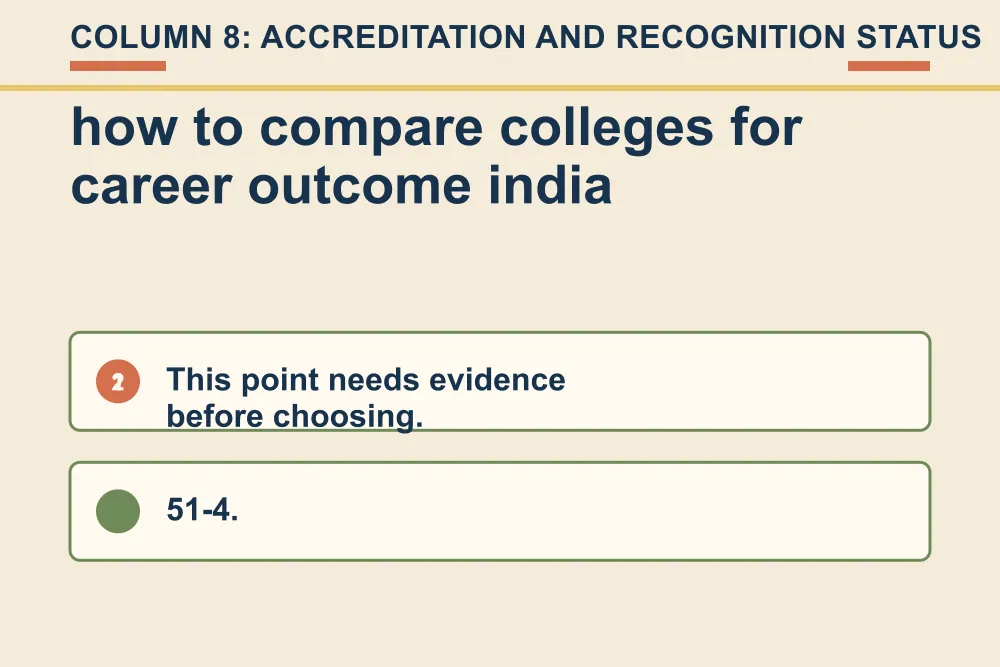 COLUMN 8: ACCREDITATION AND RECOGNITION STATUS
how to compare colleges for
career outcome india
2 This point needs evidence
before choosing.
51-4.